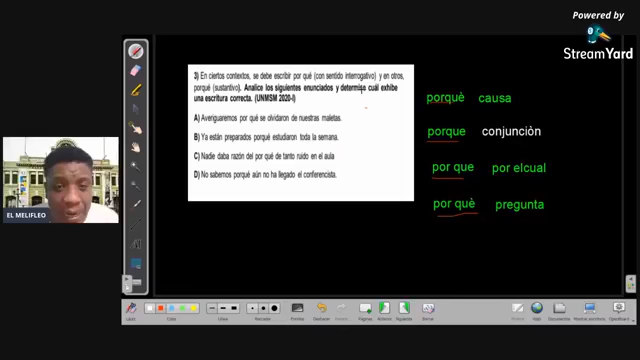 Powered by
StreamYard
3) En ciertos contextos, se debe escribir por qué (con sentido interrogativo) y en otros,
porqué (sustantivo). Analice los siguientes enunciados y determine cuál exhibe
una escritura correcta. (UNMSM 2020-I)
A) Averiguaremos por qué se olvidaron de nuestras maletas.
B) Ya están preparados porqué estudiaron toda la semana.
C) Nadie daba razón del por qué de tanto ruido en el aula
D) No sabemos porqué aún no ha llegado el conferencista.
porquè causa
porque conjunciòn
por que por elcual
por què pregunta
EL MELIFLEO